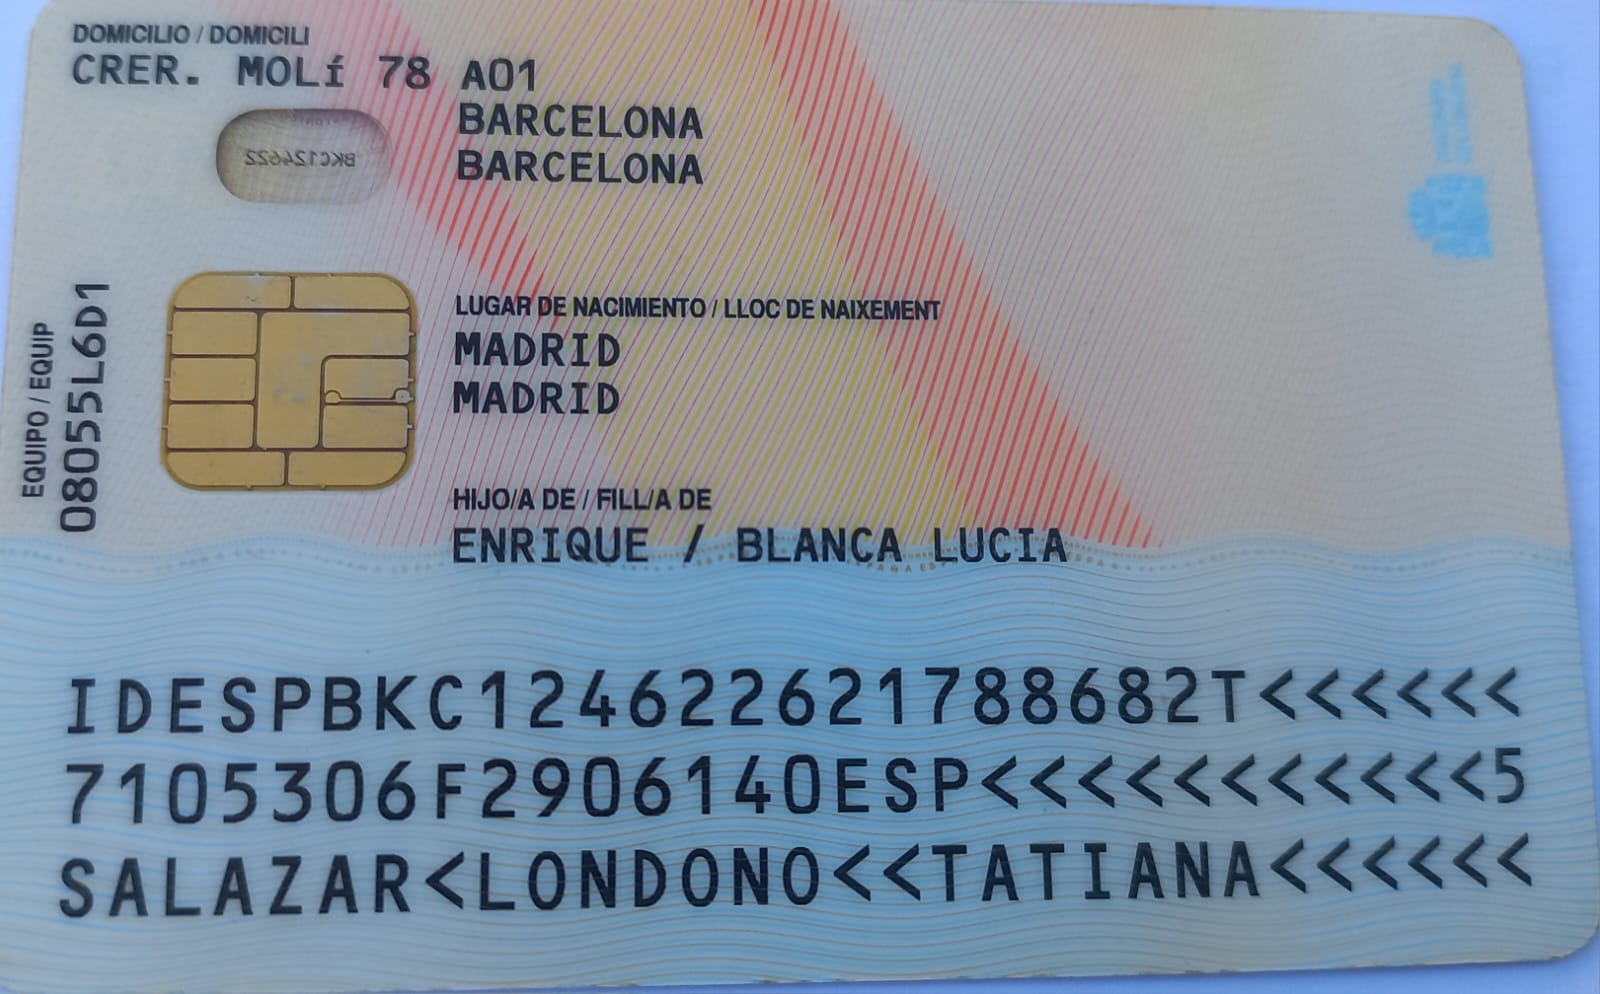 DOMICILIO / DOMICILI
CRER. MOLí 78 A01
BARCELONA
BARCELONA
BKC124622
EQUIPO / EQUIP
08055L6D1
LUGAR DE NACIMIENTO / LLOC DE NAIXEMENT
MADRID
MADRID
HIJO/A DE / FILL/A DE
ENRIQUE / BLANCA LUCIA
IDESPBKC124622621788682T<<<<<<
7105306F2906140ESP<<<<<<<<<<<5
SALAZAR<LONDONO<<TATIANA<<<<<<